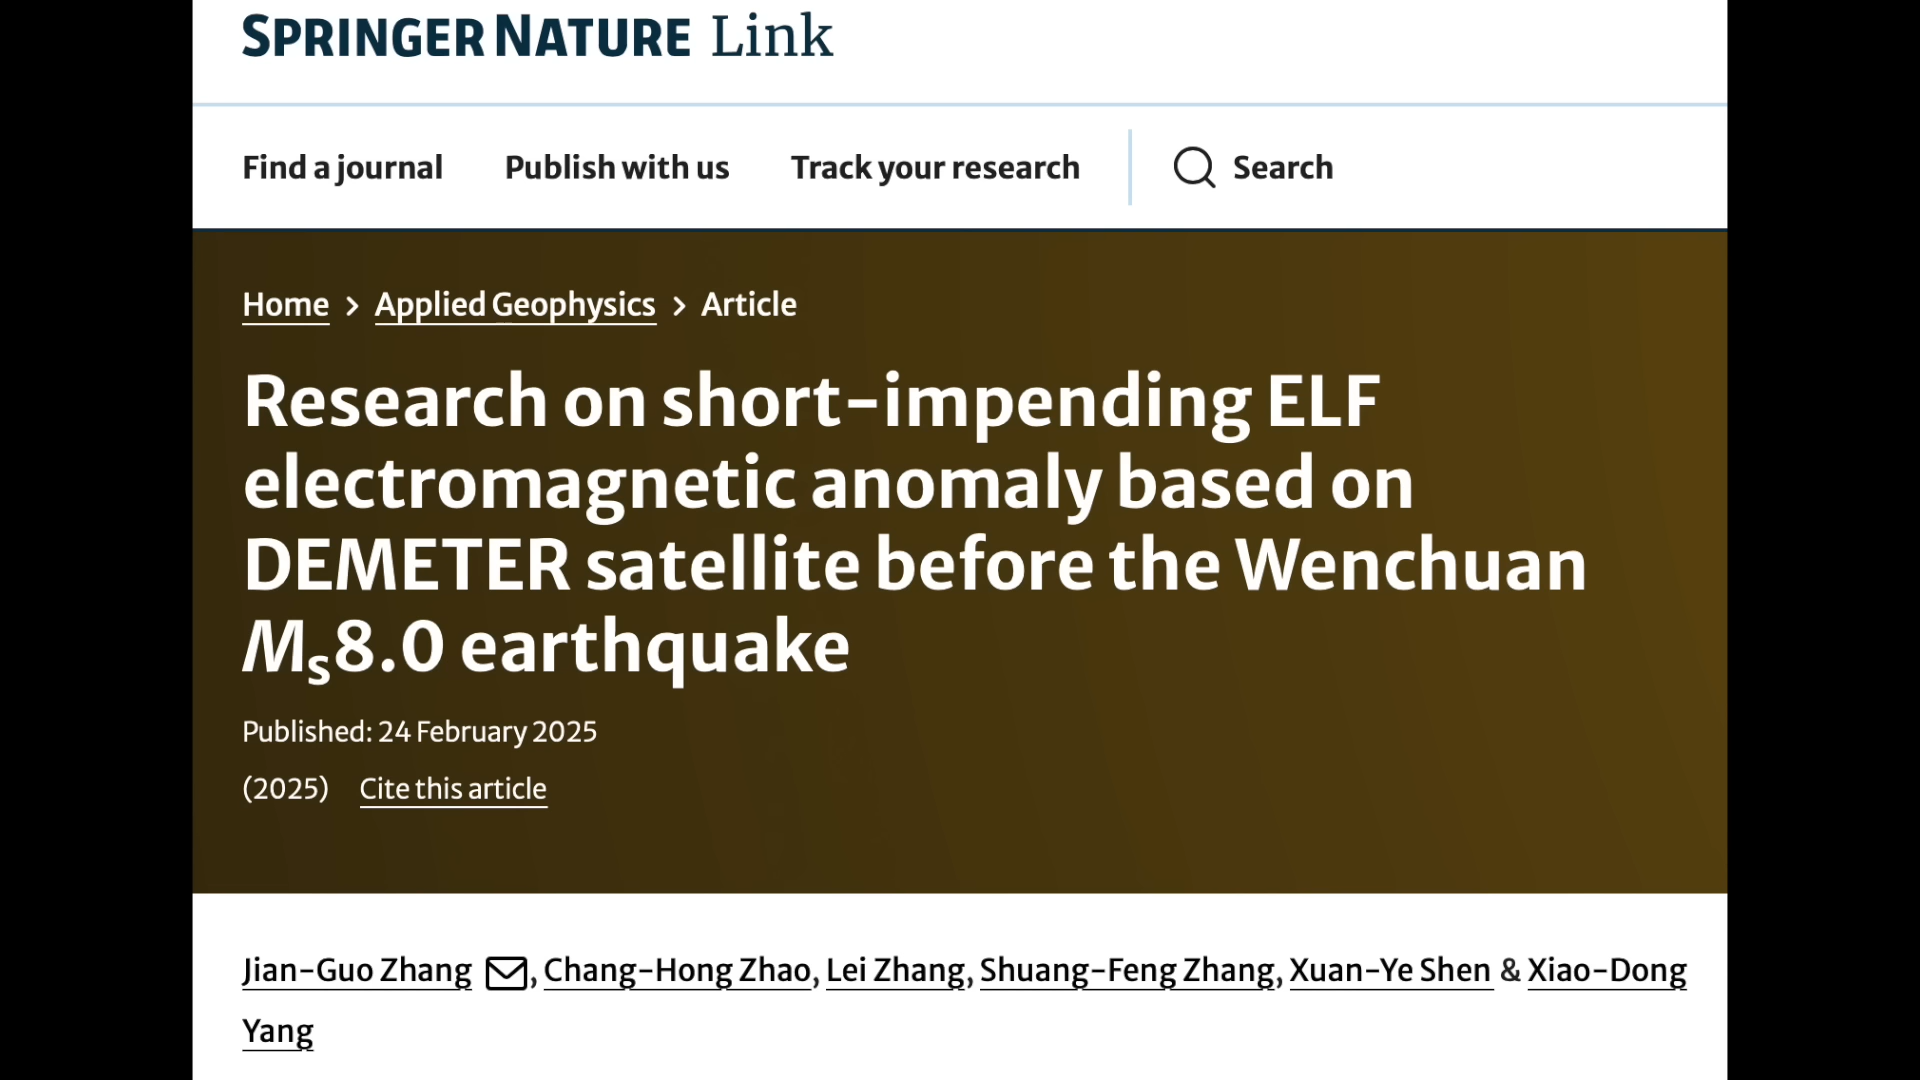 SPRINGER NATURE Link
Find a journal Publish with us Track your research Search
Home > Applied Geophysics > Article
Research on short-impending ELF
electromagnetic anomaly based on
DEMETER satellite before the Wenchuan
Ms8.0 earthquake
Published: 24 February 2025
(2025) Cite this article
Jian-Guo Zhang, Chang-Hong Zhao, Lei Zhang, Shuang-Feng Zhang, Xuan-Ye Shen & Xiao-Dong
Yang